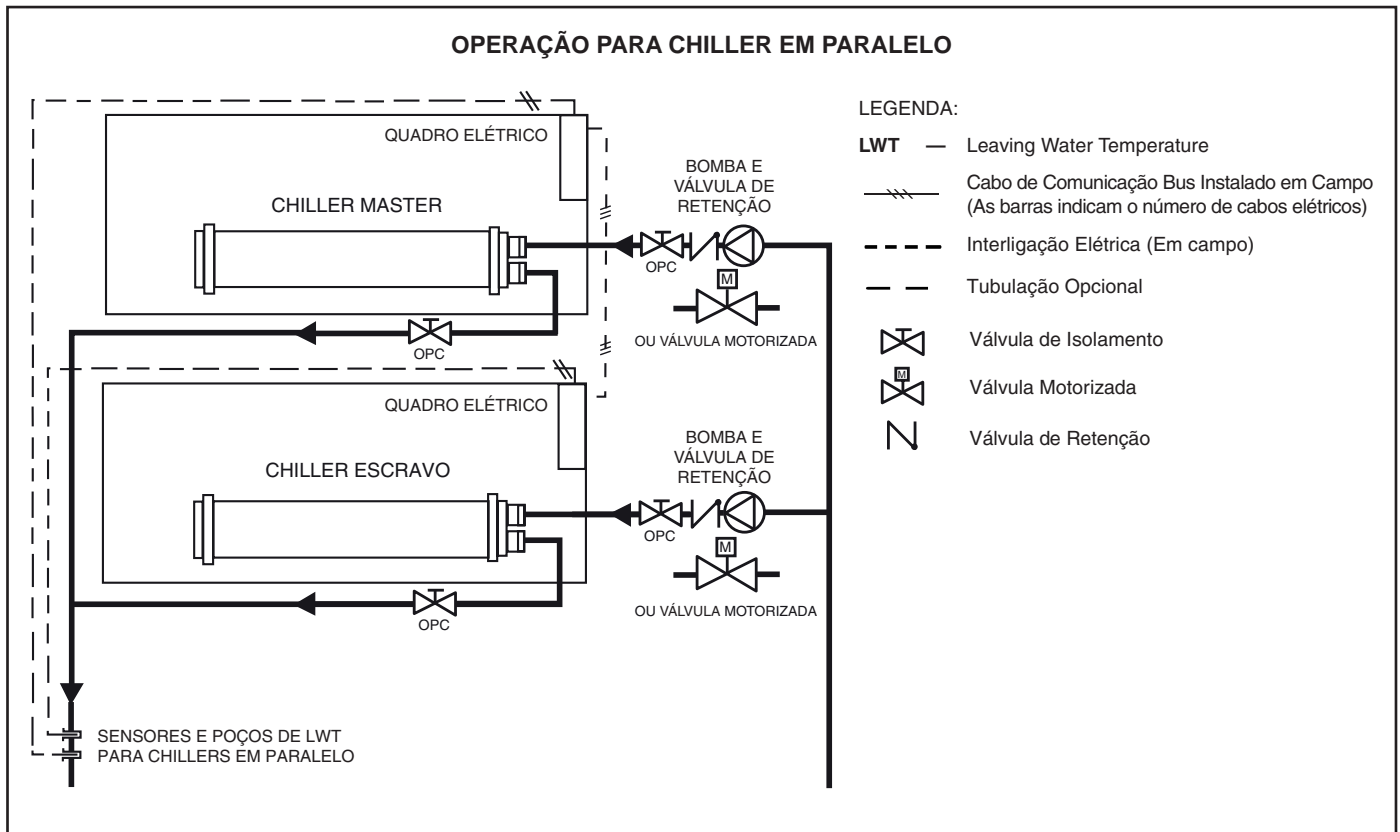 OPERAÇÃO PARA CHILLER EM PARALELO
QUADRO ELÉTRICO
CHILLER MASTER
BOMBA E
VÁLVULA DE
RETENÇÃO
OPC
M
OU VÁLVULA MOTORIZADA
OPC
QUADRO ELÉTRICO
CHILLER ESCRAVO
BOMBA E
VÁLVULA DE
RETENÇÃO
OPC
M
OU VÁLVULA MOTORIZADA
OPC
SENSORES E POÇOS DE LWT
PARA CHILLERS EM PARALELO
LEGENDA:
LWT — Leaving Water Temperature
Cabo de Comunicação Bus Instalado em Campo
(As barras indicam o número de cabos elétricos)
Interligação Elétrica (Em campo)
Tubulação Opcional
Válvula de Isolamento
M
Válvula Motorizada
Válvula de Retenção